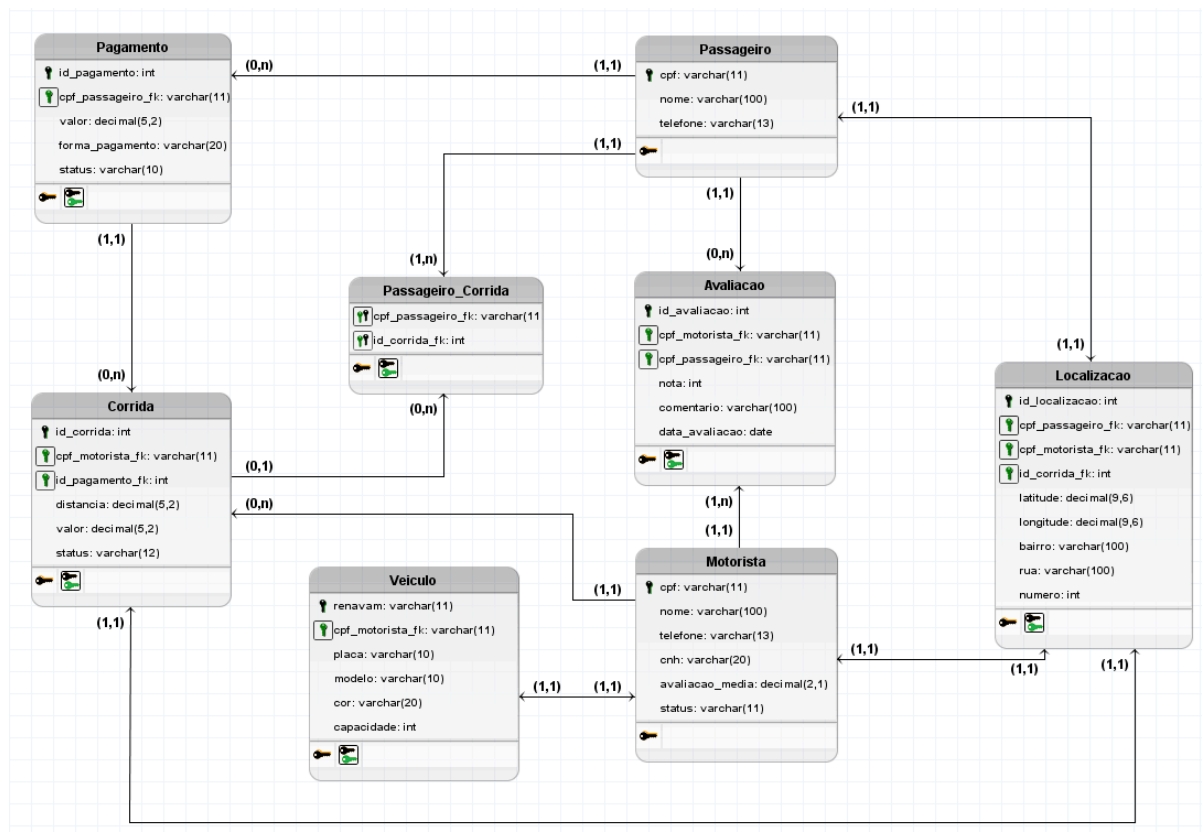 Pagamento
id_pagamento: int
cpf_passageiro_fk: varchar(11)
valor: decimal(5,2)
forma_pagamento: varchar(20)
status: varchar(10)
(0,n)
(1,1)
Passageiro
cpf: varchar(11)
nome: varchar(100)
telefone: varchar(13)
(1,1)
(1,1)
(1,1)
(1,1)
(1,n)
(0,n)
Passageiro_Corrida
cpf_passageiro_fk: varchar(11
id_corrida_fk: int
Avaliacao
id_avaliacao: int
cpf_motorista_fk: varchar(11)
cpf_passageiro_fk: varchar(11)
nota: int
comentario: varchar(100)
data_avaliacao: date
(1,1)
Localizacao
id_localizacao: int
cpf_passageiro_fk: varchar(11)
cpf_motorista_fk: varchar(11)
id_corrida_fk: int
latitude: decimal(9,6)
longitude: decimal(9,6)
bairro: varchar(100)
rua: varchar(100)
numero: int
(0,n)
Corrida
id_corrida: int
cpf_motorista_fk: varchar(11)
id_pagamento_fk: int
distancia: decimal(5,2)
valor: decimal(5,2)
status: varchar(12)
(0,n)
(0,1)
(0,n)
(1,n)
(1,1)
Veiculo
renavam: varchar(11)
cpf_motorista_fk: varchar(11)
placa: varchar(10)
modelo: varchar(10)
cor: varchar(20)
capacidade: int
(1,1)
Motorista
cpf: varchar(11)
nome: varchar(100)
telefone: varchar(13)
cnh: varchar(20)
avaliacao_media: decimal(2,1)
status: varchar(11)
(1,1)
(1,1)
(1,1)
(1,1)
(1,1)
(1,1)
(1,1)